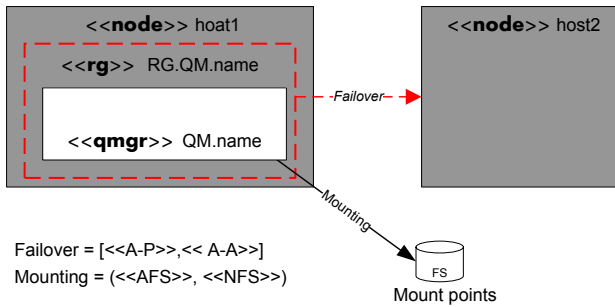 <<node>> hoat1
<<node>> host2
<<rg>> RG.QM.name
Failover
<<qmgr>> QM.name
Mounting
Failover = [<<A-P>>,<< A-A>>]
Mounting = (<<AFS>>, <<NFS>>)
FS
Mount points